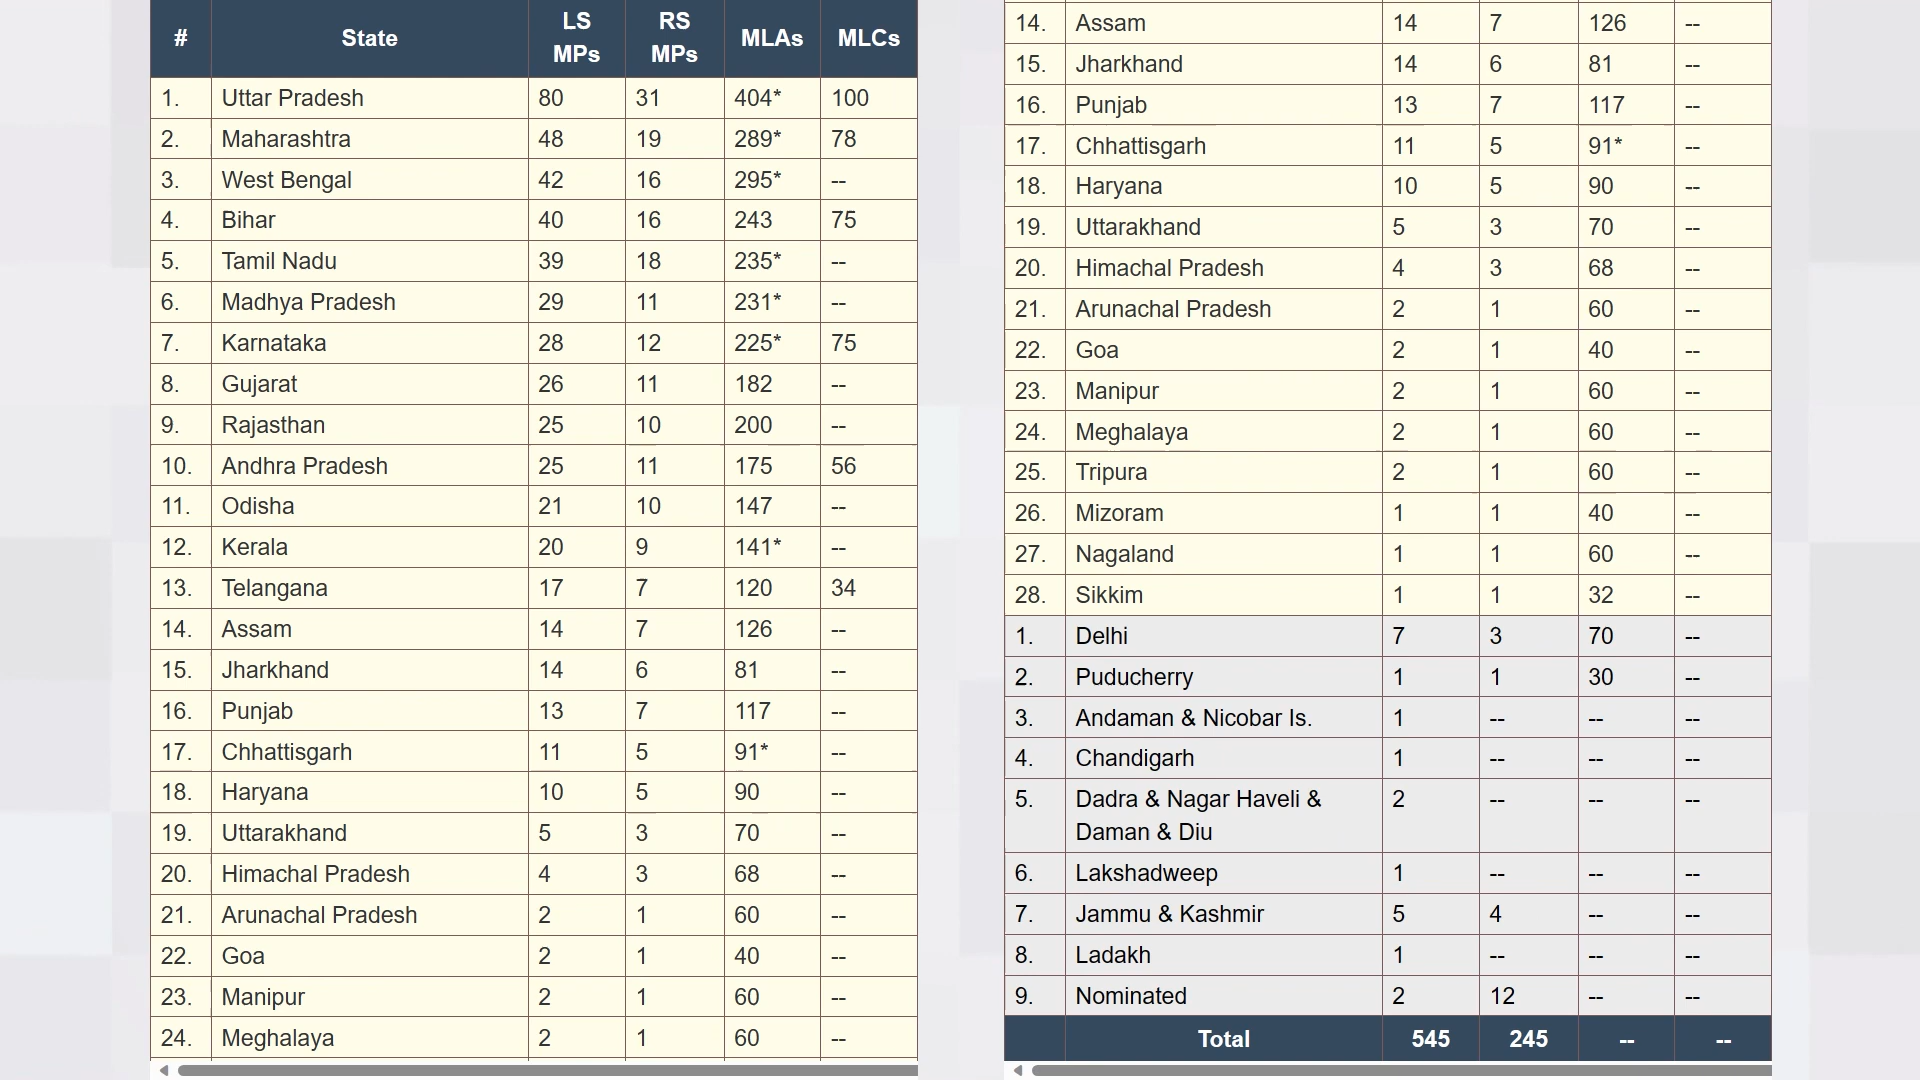 # State LS MPs RS MPs MLAs MLCs
1. Uttar Pradesh 80 31 404* 100
2. Maharashtra 48 19 289* 78
3. West Bengal 42 16 295* --
4. Bihar 40 16 243 75
5. Tamil Nadu 39 18 235* --
6. Madhya Pradesh 29 11 231* --
7. Karnataka 28 12 225* 75
8. Gujarat 26 11 182 --
9. Rajasthan 25 10 200 --
10. Andhra Pradesh 25 11 175 56
11. Odisha 21 10 147 --
12. Kerala 20 9 141* --
13. Telangana 17 7 120 34
14. Assam 14 7 126 --
15. Jharkhand 14 6 81 --
16. Punjab 13 7 117 --
17. Chhattisgarh 11 5 91* --
18. Haryana 10 5 90 --
19. Uttarakhand 5 3 70 --
20. Himachal Pradesh 4 3 68 --
21. Arunachal Pradesh 2 1 60 --
22. Goa 2 1 40 --
23. Manipur 2 1 60 --
24. Meghalaya 2 1 60 --
14. Assam 14 7 126 --
15. Jharkhand 14 6 81 --
16. Punjab 13 7 117 --
17. Chhattisgarh 11 5 91* --
18. Haryana 10 5 90 --
19. Uttarakhand 5 3 70 --
20. Himachal Pradesh 4 3 68 --
21. Arunachal Pradesh 2 1 60 --
22. Goa 2 1 40 --
23. Manipur 2 1 60 --
24. Meghalaya 2 1 60 --
25. Tripura 2 1 60 --
26. Mizoram 1 1 40 --
27. Nagaland 1 1 60 --
28. Sikkim 1 1 32 --
1. Delhi 7 3 70 --
2. Puducherry 1 1 30 --
3. Andaman & Nicobar Is. 1 -- -- --
4. Chandigarh 1 -- -- --
5. Dadra & Nagar Haveli & 2 -- -- --
Daman & Diu
6. Lakshadweep 1 -- -- --
7. Jammu & Kashmir 5 4 -- --
8. Ladakh 1 -- -- --
9. Nominated 2 12 -- --
Total 545 245 -- --